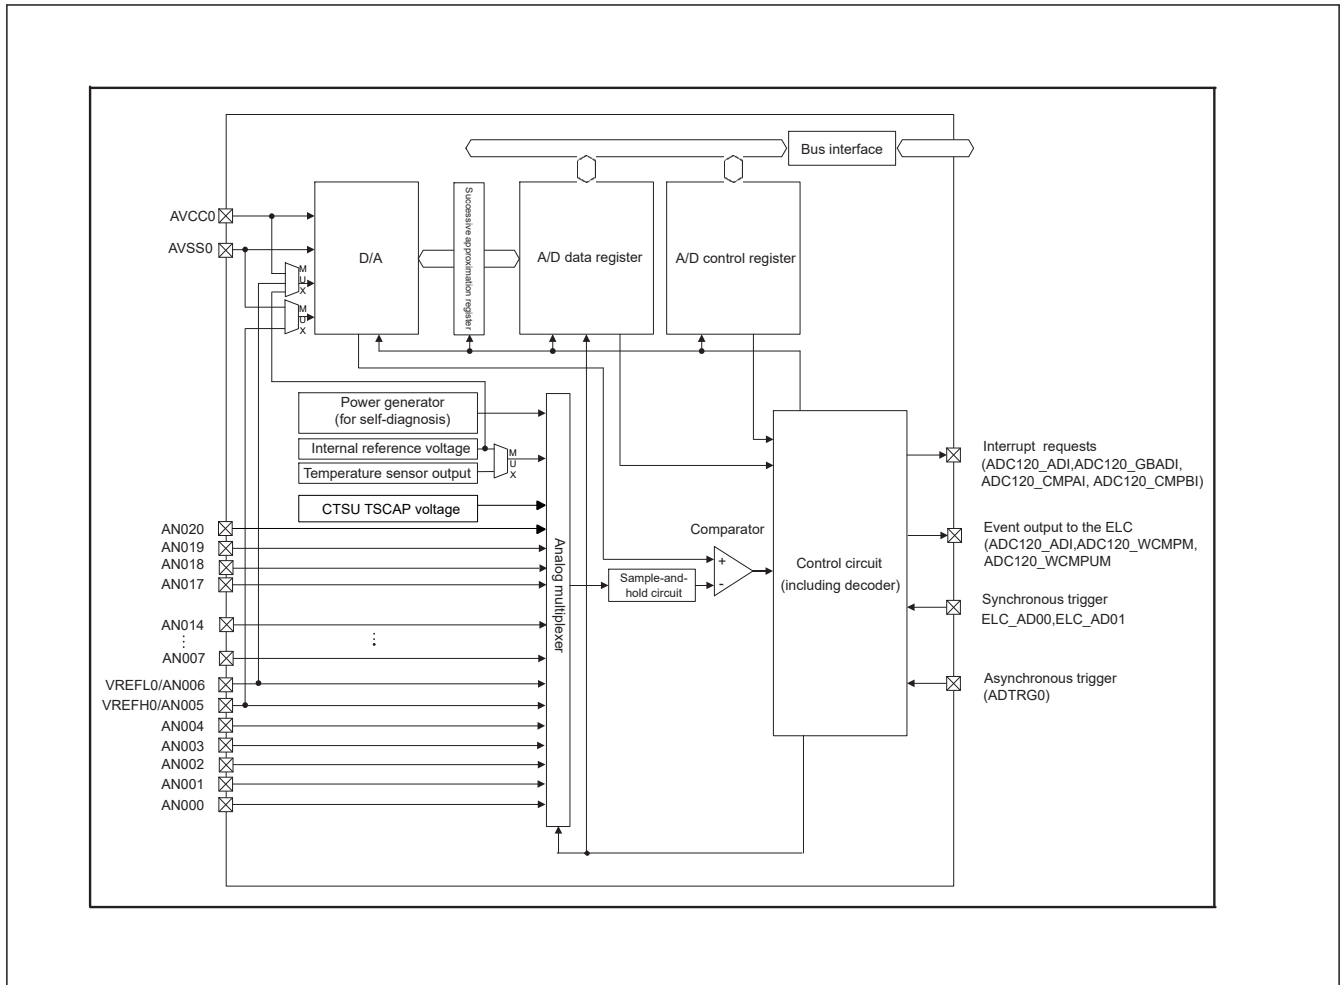 Bus interface
AVCC0
AVSS0
M
U
X
M
U
X
D/A
Successive approximation register
A/D data register
A/D control register
Power generator
(for self-diagnosis)
Internal reference voltage
Temperature sensor output
M
U
X
CTSU TSCAP voltage
AN020
AN019
AN018
AN017
AN014
AN007
VREFL0/AN006
VREFH0/AN005
AN004
AN003
AN002
AN001
AN000
Analog multiplexer
Sample-and-
hold circuit
Comparator
+
-
Control circuit
(including decoder)
Interrupt requests
(ADC120_ADI,ADC120_GBADI,
ADC120_CMPAI, ADC120_CMPBI)
Event output to the ELC
(ADC120_ADI,ADC120_WCMPM,
ADC120_WCMPUM
Synchronous trigger
ELC_AD00,ELC_AD01
Asynchronous trigger
(ADTRG0)